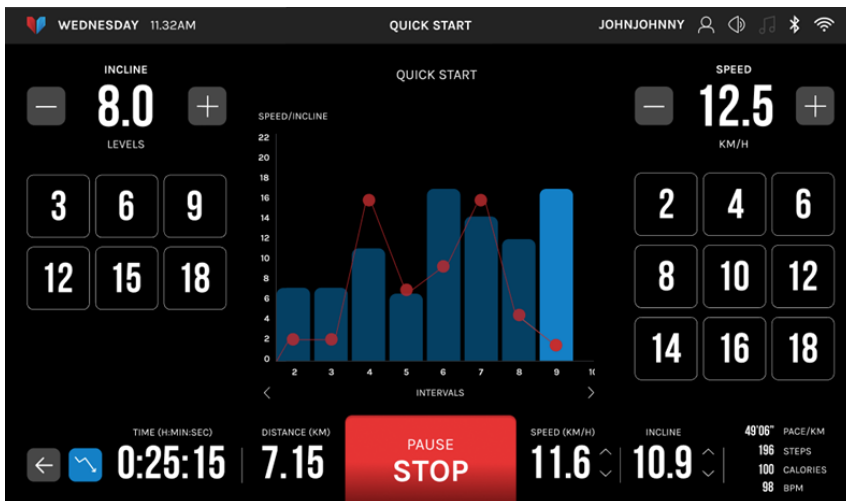 WEDNESDAY 11.32AM
QUICK START
JOHNJOHNNY
INCLINE
8.0
LEVELS
3 6 9
12 15 18
QUICK START
SPEED/INCLINE
22
20
18
16
14
12
10
8
6
4
2
0
2 3 4 5 6 7 8 9 10
INTERVALS
SPEED
12.5
KM/H
2 4 6
8 10 12
14 16 18
TIME (H:MIN:SEC)
0:25:15
DISTANCE (KM)
7.15
PAUSE
STOP
SPEED (KM/H)
11.6
INCLINE
10.9
49'06" PACE/KM
196 STEPS
100 CALORIES
98 BPM